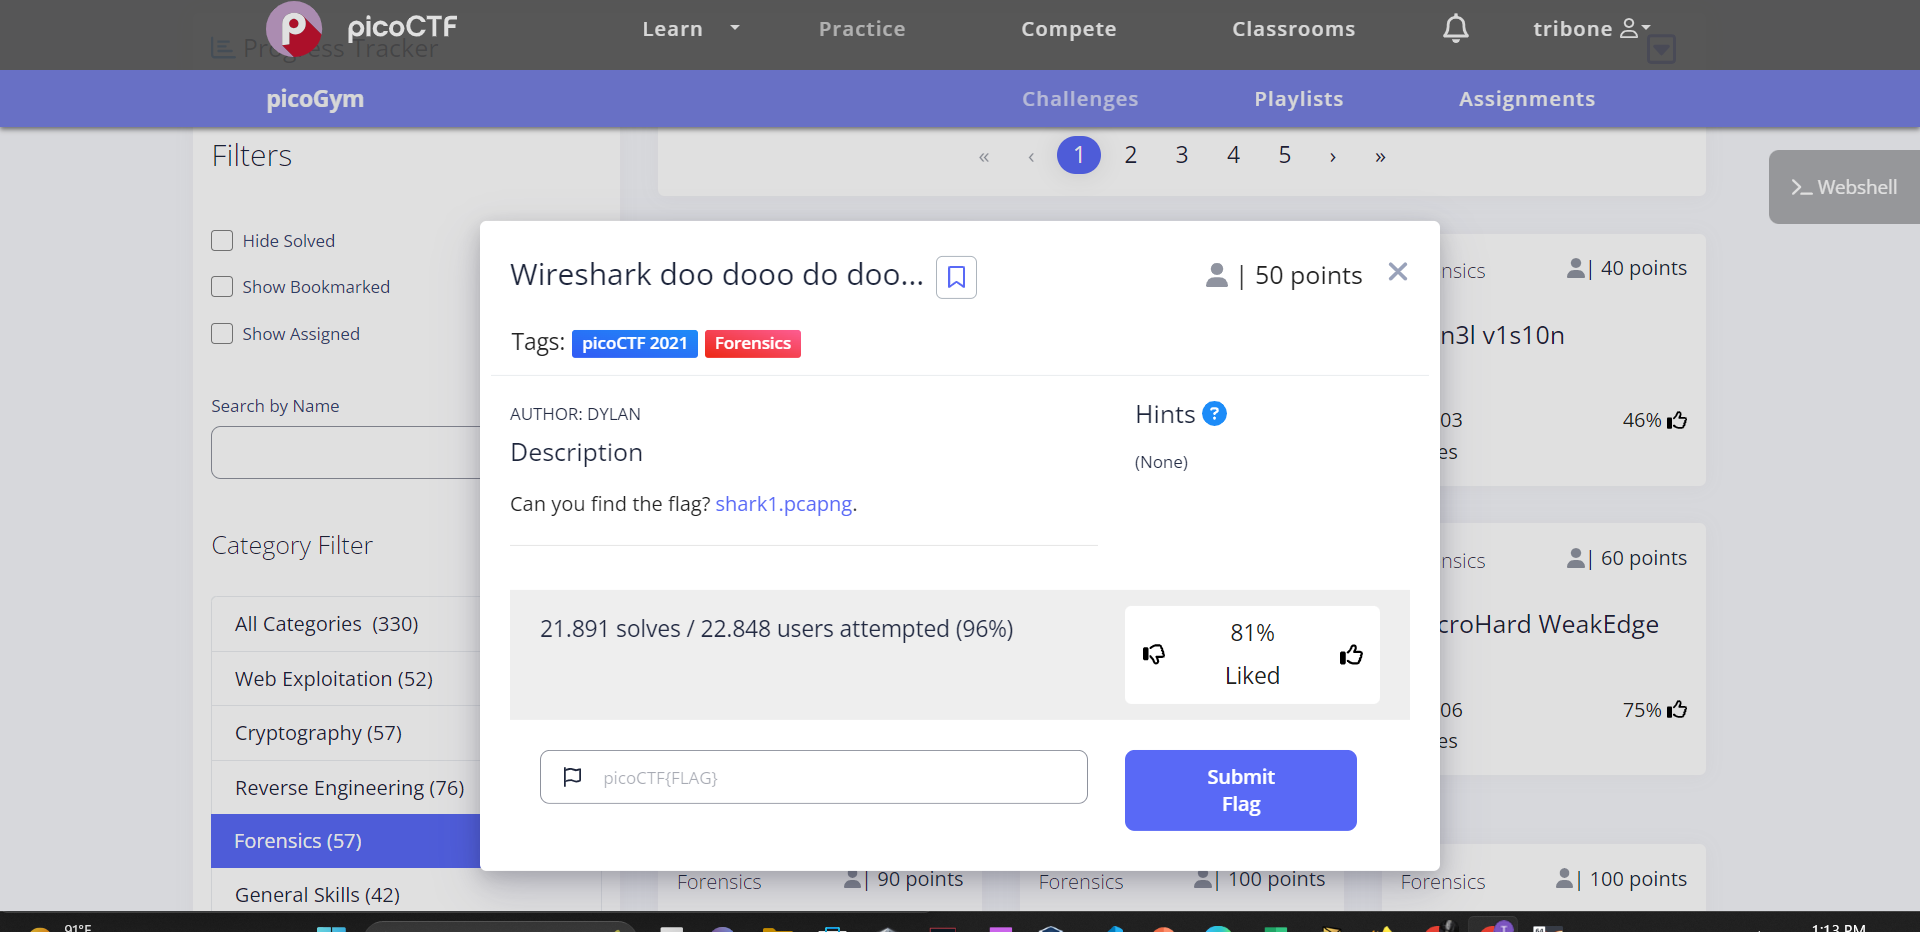 picoCTF
Learn
Practice
Compete
Classrooms
tribone
Progress Tracker
picoGym
Challenges
Playlists
Assignments
Filters
« ‹ 1 2 3 4 5 › »
>_ Webshell
Hide Solved
Show Bookmarked
Show Assigned
Search by Name
Category Filter
All Categories (330)
Web Exploitation (52)
Cryptography (57)
Reverse Engineering (76)
Forensics (57)
General Skills (42)
Wireshark doo dooo do doo...
| 50 points
Tags: picoCTF 2021 Forensics
AUTHOR: DYLAN
Description
Can you find the flag? shark1.pcapng.
Hints ?
(None)
21.891 solves / 22.848 users attempted (96%)
81%
Liked
picoCTF{FLAG}
Submit
Flag
nsics
| 40 points
n3l v1s10n
03
es
46%
nsics
| 60 points
croHard WeakEdge
06
es
75%
Forensics
| 90 points
Forensics
| 100 points
Forensics
| 100 points
91°F
1:13 PM